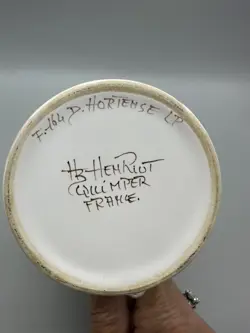 F.164 D.HORTENSE LP
HB-HENRIOT
QUIMPER
FRANCE.